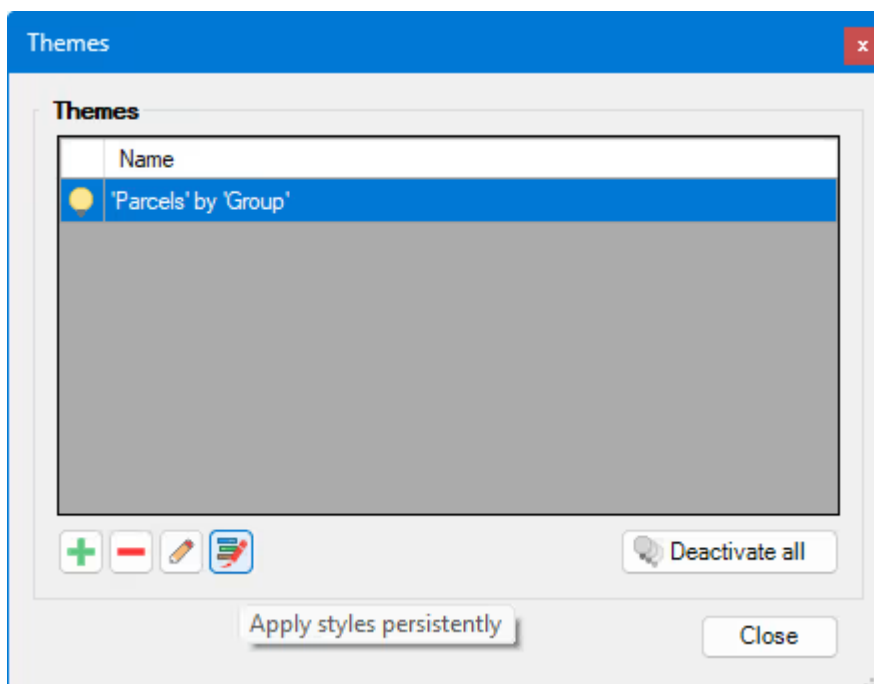 Themes
x
Themes
Name
'Parcels' by 'Group'
Deactivate all
Apply styles persistently
Close